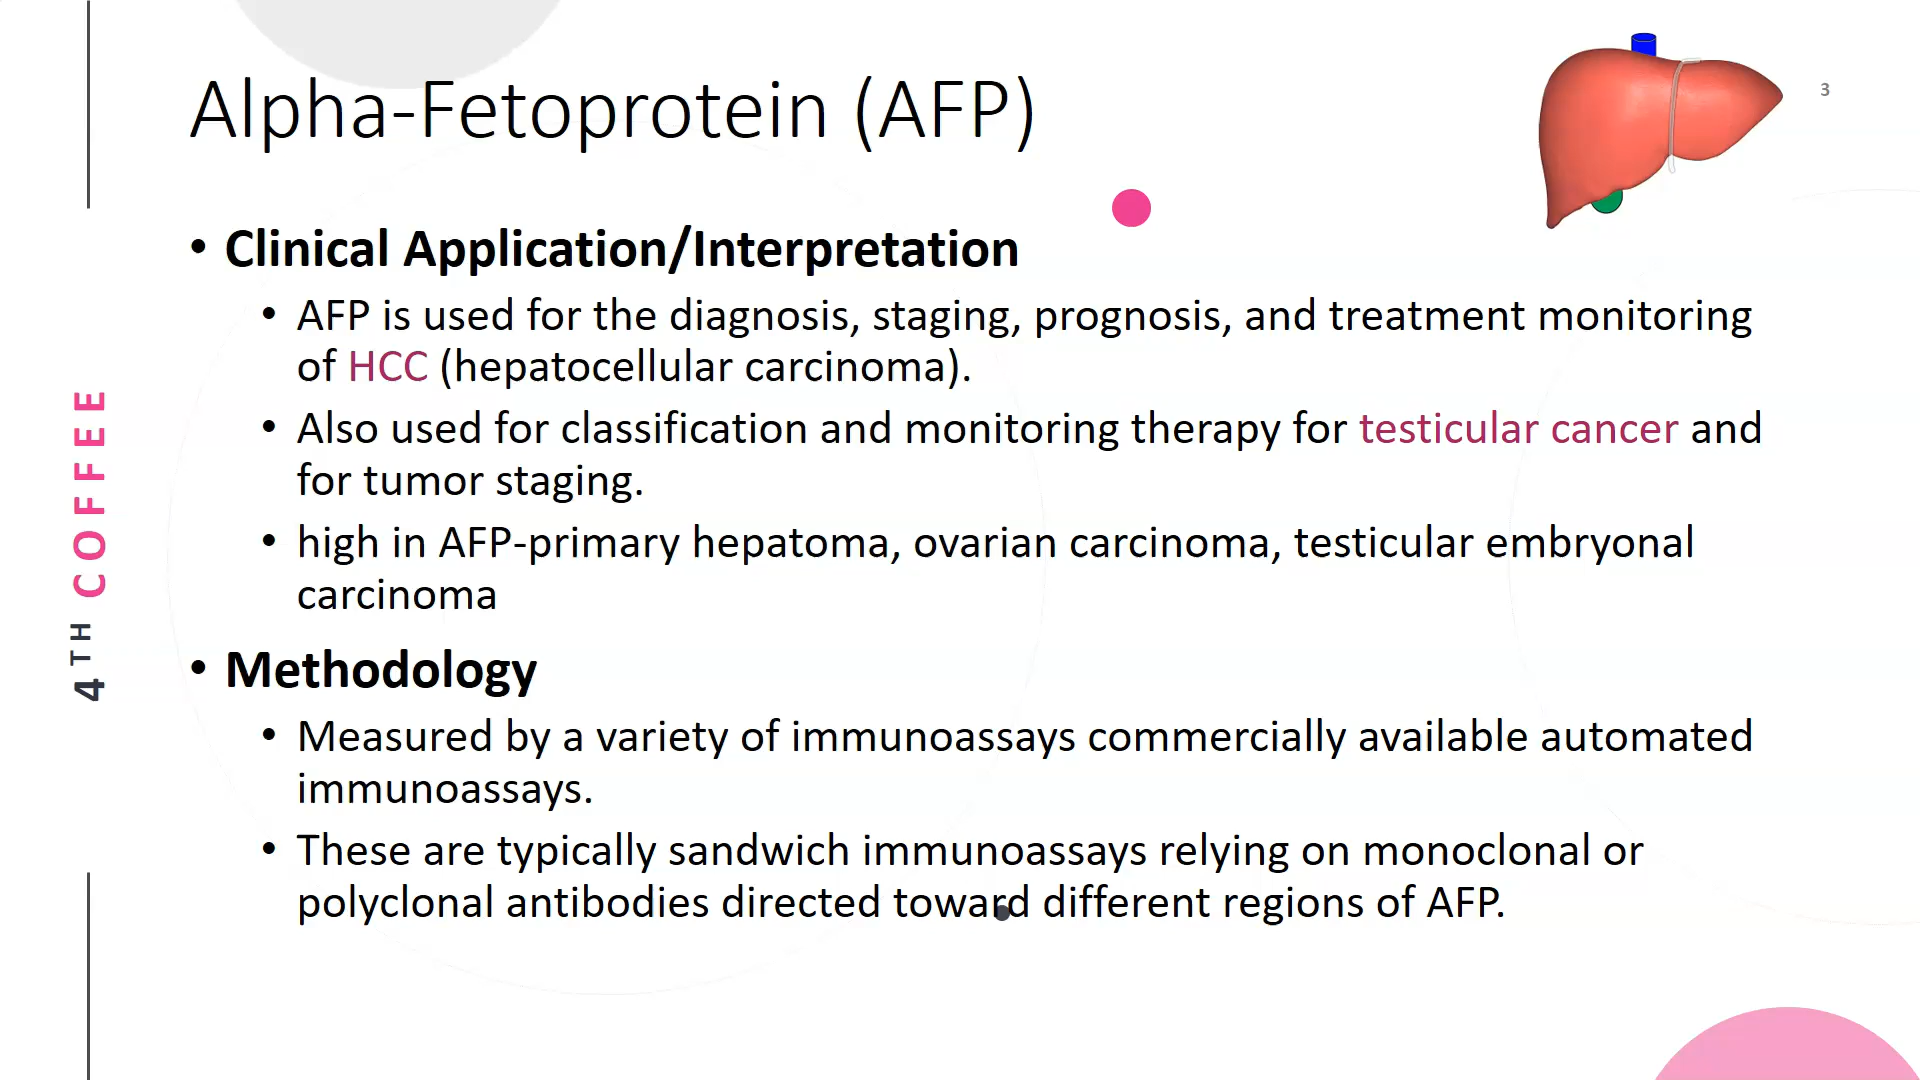 Alpha-Fetoprotein (AFP)
3
• Clinical Application/Interpretation
• AFP is used for the diagnosis, staging, prognosis, and treatment monitoring
of HCC (hepatocellular carcinoma).
• Also used for classification and monitoring therapy for testicular cancer and
for tumor staging.
• high in AFP-primary hepatoma, ovarian carcinoma, testicular embryonal
carcinoma
• Methodology
• Measured by a variety of immunoassays commercially available automated
immunoassays.
• These are typically sandwich immunoassays relying on monoclonal or
polyclonal antibodies directed toward different regions of AFP.
4TH COFFEE